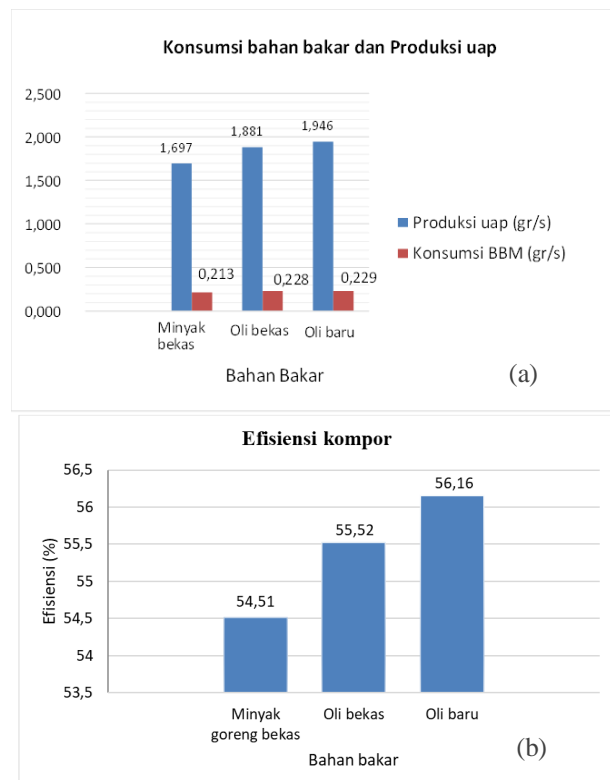 Konsumsi bahan bakar dan Produksi uap
2,500
2,000
1,500
1,000
0,500
0,000
1,697
1,881
1,946
0,213
0,228
0,229
Produksi uap (gr/s)
Konsumsi BBM (gr/s)
Minyak
bekas
Oli bekas
Oli baru
Bahan Bakar
(a)
Efisiensi kompor
56,5
56
55,5
55
54,5
54
53,5
Efisiensi (%)
54,51
55,52
56,16
Minyak
goreng bekas
Oli bekas
Oli baru
Bahan bakar
(b)